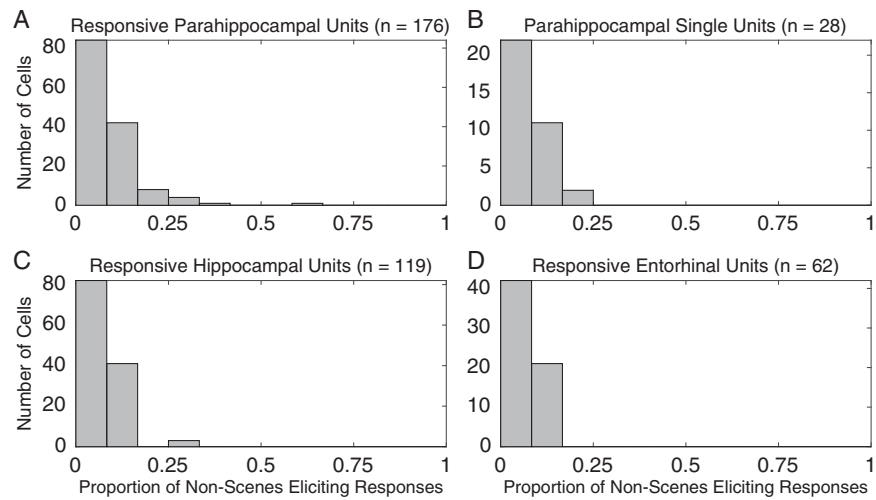 A
Responsive Parahippocampal Units (n = 176)
Number of Cells
80
60
40
20
0
0 0.25 0.5 0.75 1
B
Parahippocampal Single Units (n = 28)
20
15
10
5
0
0 0.25 0.5 0.75 1
C
Responsive Hippocampal Units (n = 119)
Number of Cells
80
60
40
20
0
0 0.25 0.5 0.75 1
Proportion of Non-Scenes Eliciting Responses
D
Responsive Entorhinal Units (n = 62)
40
30
20
10
0
0 0.25 0.5 0.75 1
Proportion of Non-Scenes Eliciting Responses